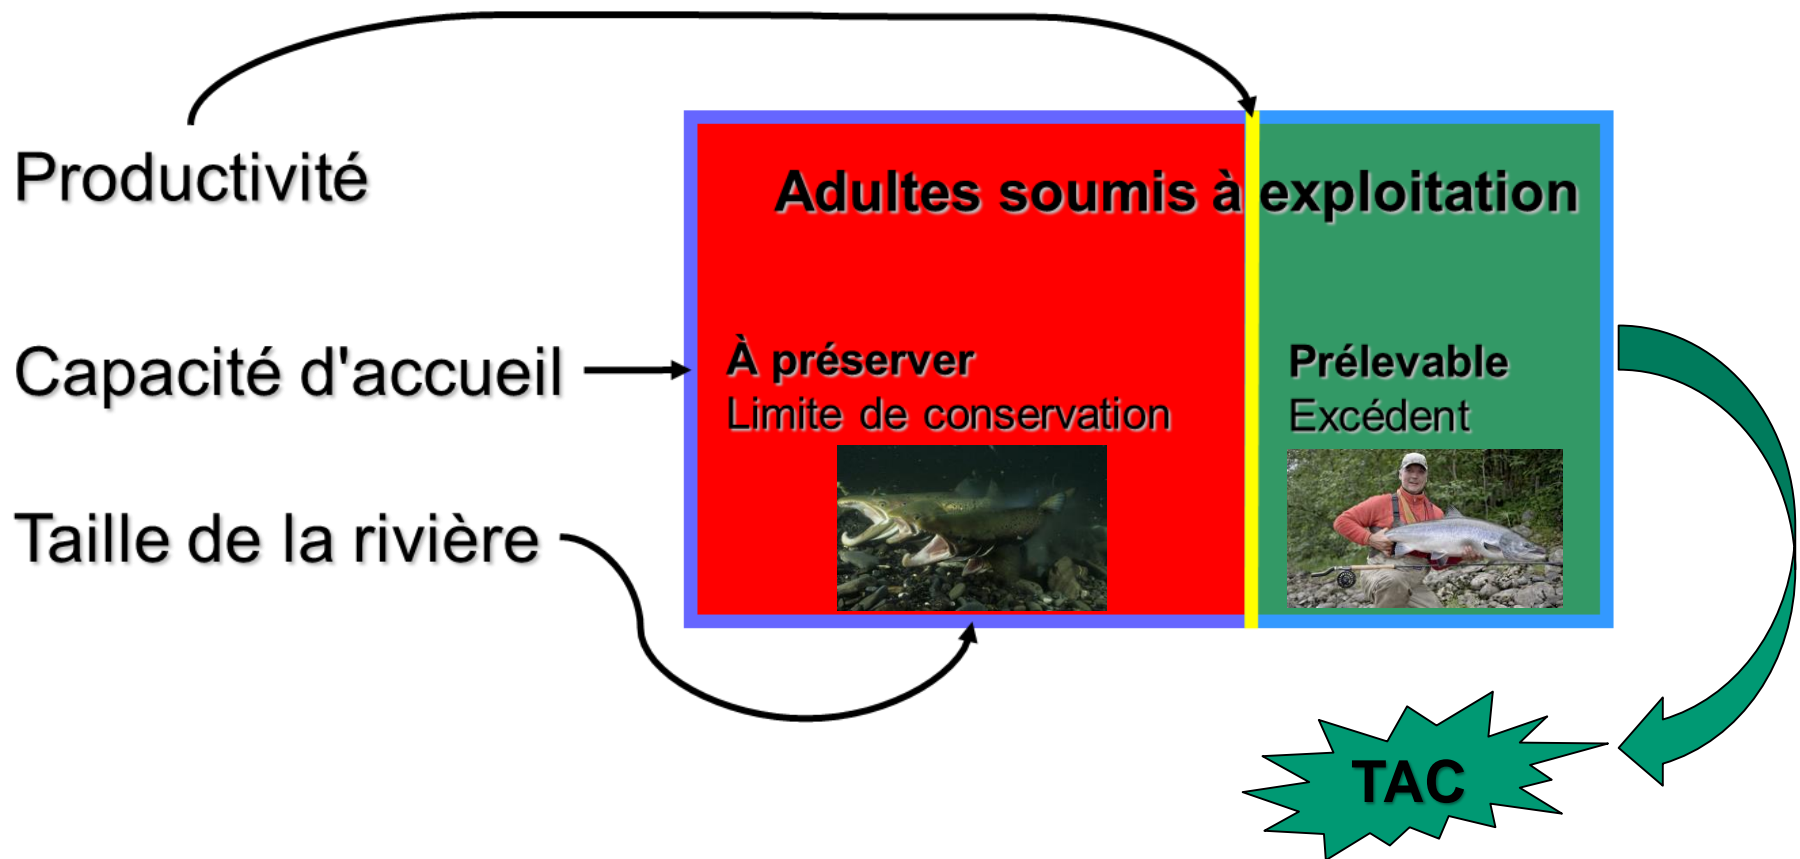 Productivité
Adultes soumis à exploitation
Capacité d'accueil
À préserver
Limite de conservation
Prélevable
Excédent
Taille de la rivière
TAC